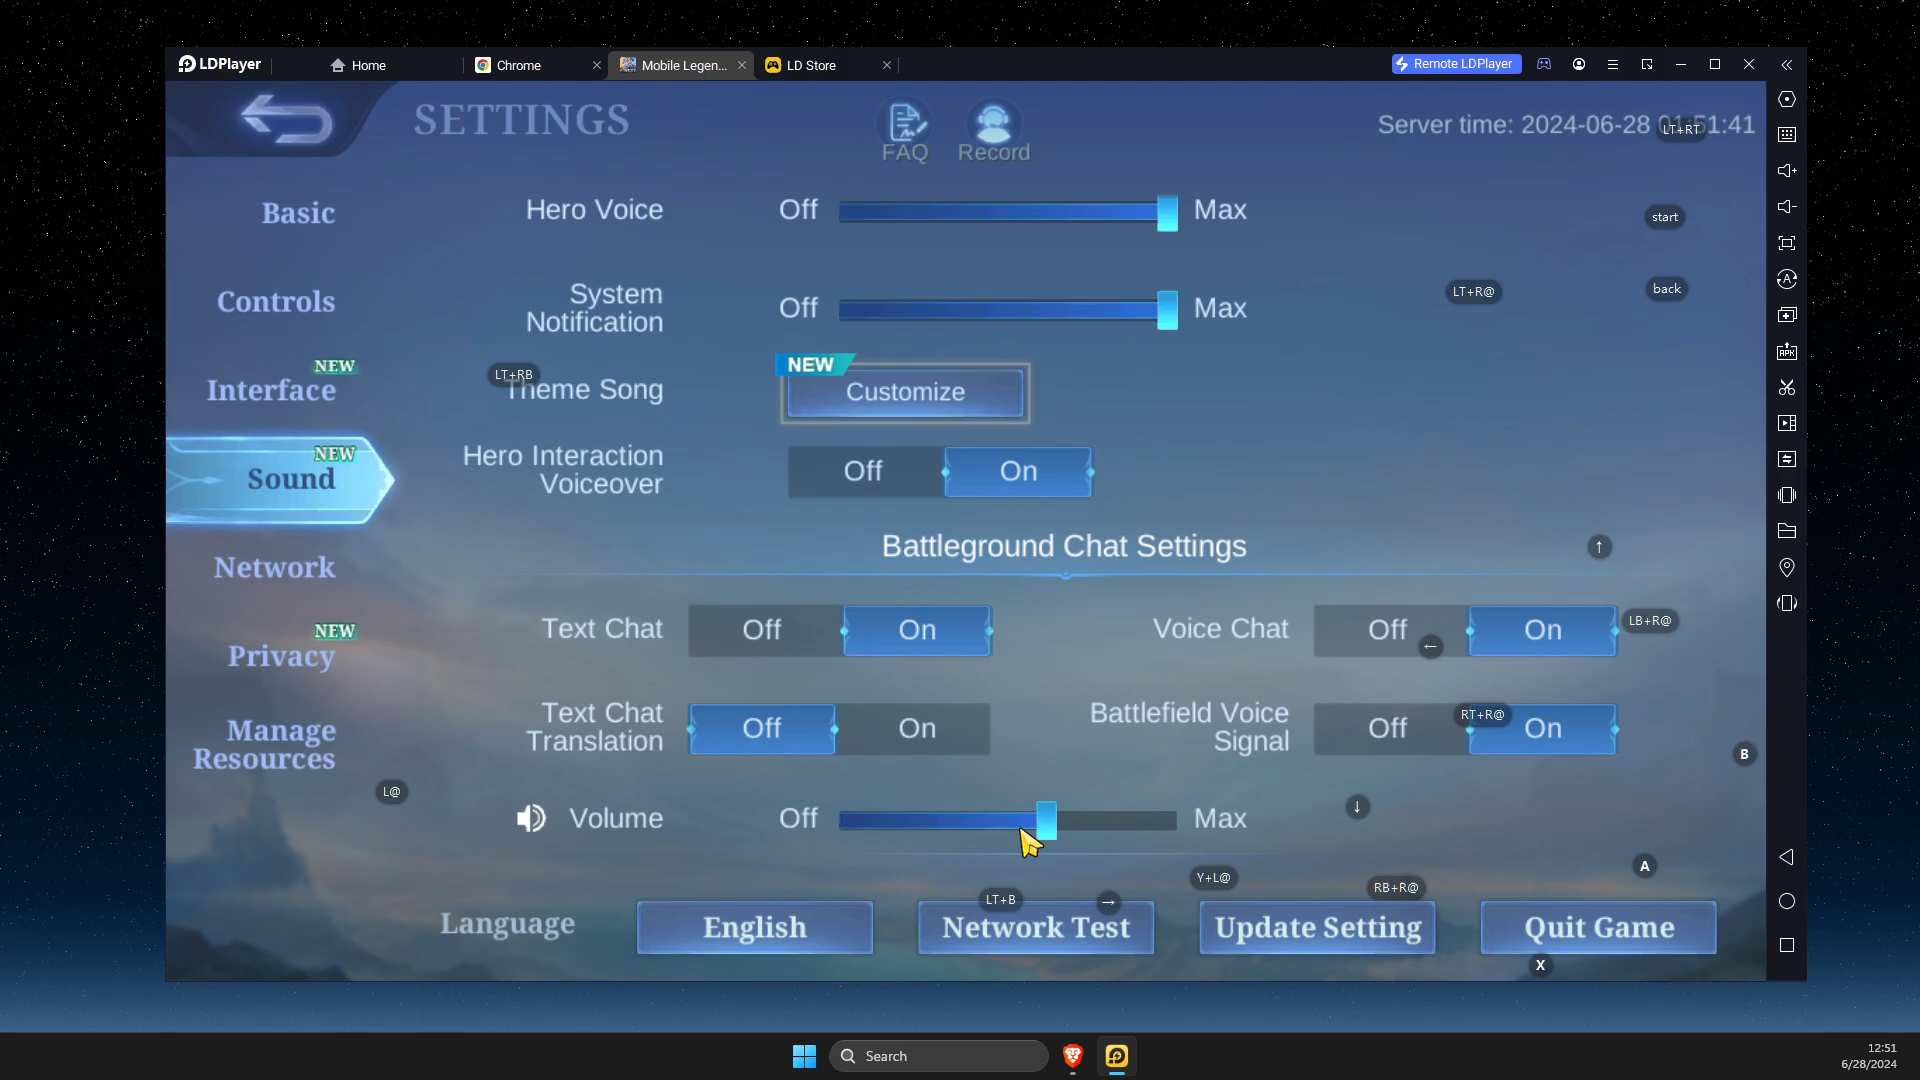 LDPlayer
Home
Chrome
Mobile Legen...
LD Store
Remote LDPlayer
SETTINGS
FAQ
Record
Server time: 2024-06-28 01:51:41
LT+RT
Basic
Hero Voice
Off
Max
start
Controls
System
Notification
Off
Max
LT+R@
back
NEW
Interface
LT+RB
Theme Song
NEW
Customize
NEW
Sound
Hero Interaction
Voiceover
Off
On
Battleground Chat Settings
↑
Network
Text Chat
Off
On
Voice Chat
Off
←
On
LB+R@
NEW
Privacy
Text Chat
Translation
Off
On
Battlefield Voice
Signal
Off
RT+R@
On
B
Manage
Resources
L@
Volume
Off
Max
↓
A
Y+L@
RB+R@
LT+B
→
Language
English
Network Test
Update Setting
Quit Game
X
APK
A
Search
12:51
6/28/2024